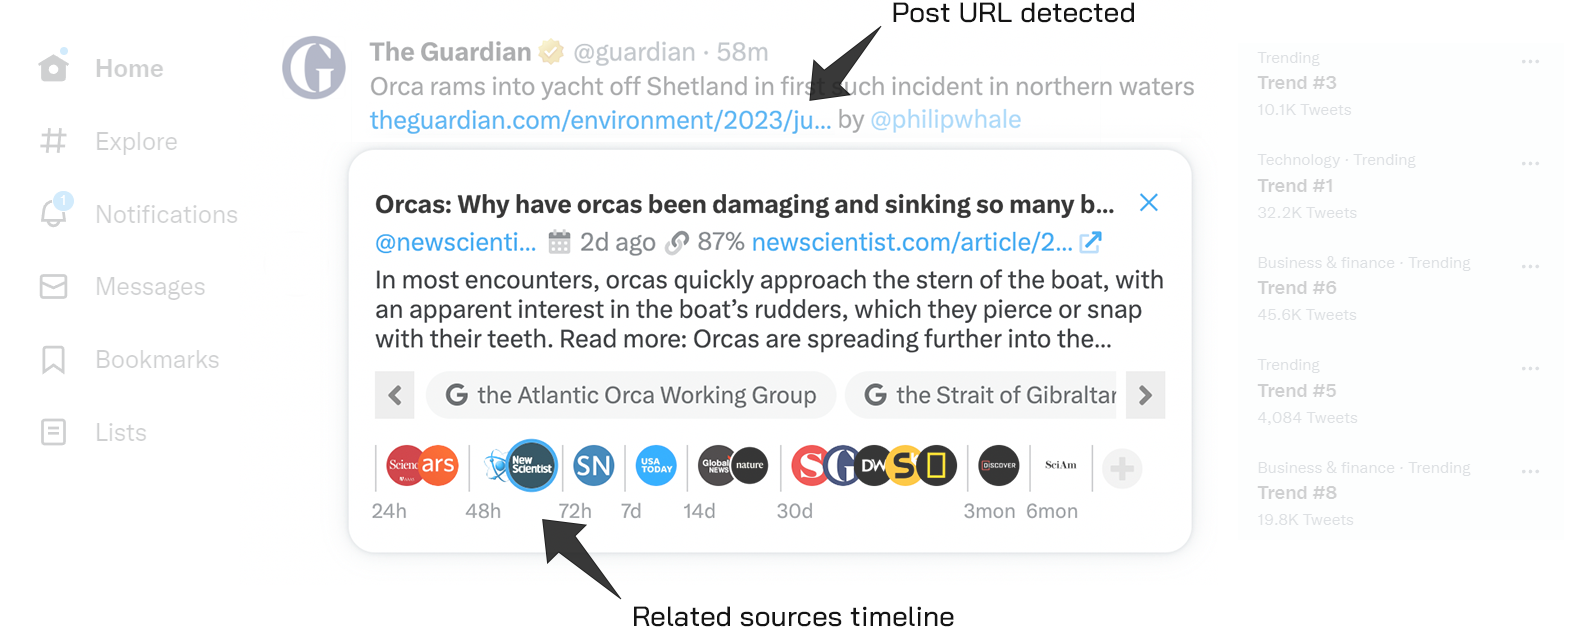 Post URL detected
Home
Explore
Notifications
1
Messages
Bookmarks
Lists
The Guardian @guardian · 58m
Orca rams into yacht off Shetland in first such incident in northern waters
theguardian.com/environment/2023/ju... by @philipwhale
Orcas: Why have orcas been damaging and sinking so many b...
@newscienti... 2d ago 87% newscientist.com/article/2...
In most encounters, orcas quickly approach the stern of the boat, with
an apparent interest in the boat’s rudders, which they pierce or snap
with their teeth. Read more: Orcas are spreading further into the...
G the Atlantic Orca Working Group G the Strait of Gibraltar
Scienc ars New Scientist SN USA TODAY Global NEWS nature S G DW S DISCOVER SciAm
24h 48h 72h 7d 14d 30d 3mon 6mon
Related sources timeline
Trending
Trend #3
10.1K Tweets
Technology · Trending
Trend #1
32.2K Tweets
Business & finance · Trending
Trend #6
45.6K Tweets
Trending
Trend #5
4,084 Tweets
Business & finance · Trending
Trend #8
19.8K Tweets